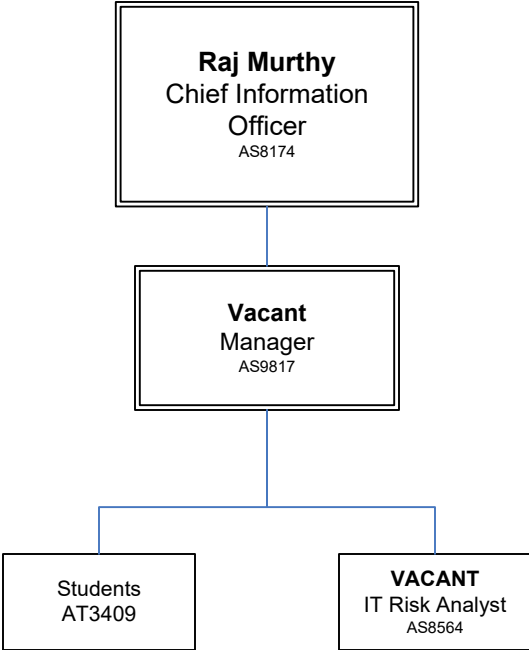 Raj Murthy
Chief Information
Officer
AS8174
Vacant
Manager
AS9817
Students
AT3409
VACANT
IT Risk Analyst
AS8564